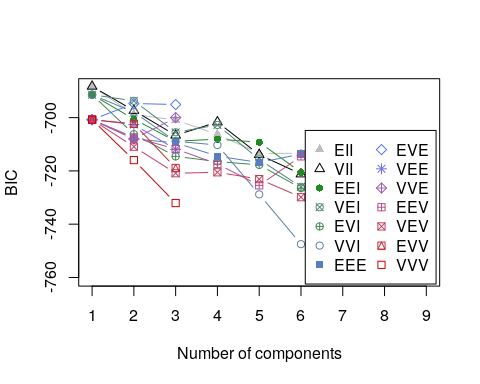 BIC
-700
-720
-740
-760
1 2 3 4 5 6 7 8 9
Number of components
EII EVE
VII VEE
EEI VVE
VEI EEV
EVI VEV
VVI EVV
EEE VVV